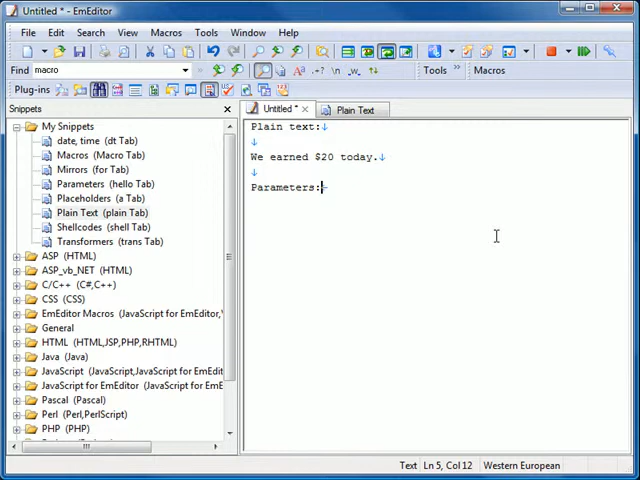 Untitled * - EmEditor
File Edit Search View Macros Tools Window Help
Find macro Tools » Macros
Plug-ins
Snippets
Untitled * Plain Text
My Snippets
date, time (dt Tab)
Macros (Macro Tab)
Mirrors (for Tab)
Parameters (hello Tab)
Placeholders (a Tab)
Plain Text (plain Tab)
Shellcodes (shell Tab)
Transformers (trans Tab)
ASP (HTML)
ASP_vb_NET (HTML)
C/C++ (C#,C++)
CSS (CSS)
EmEditor Macros (JavaScript for EmEditor,V
General
HTML (HTML,JSP,PHP,RHTML)
Java (Java)
JavaScript (JavaScript,JavaScript for EmEdit
JavaScript for EmEditor (JavaScript for EmE
Pascal (Pascal)
Perl (Perl,PerlScript)
PHP (PHP)
Plain text:
We earned $20 today.
Parameters:
Text Ln 5, Col 12 Western European